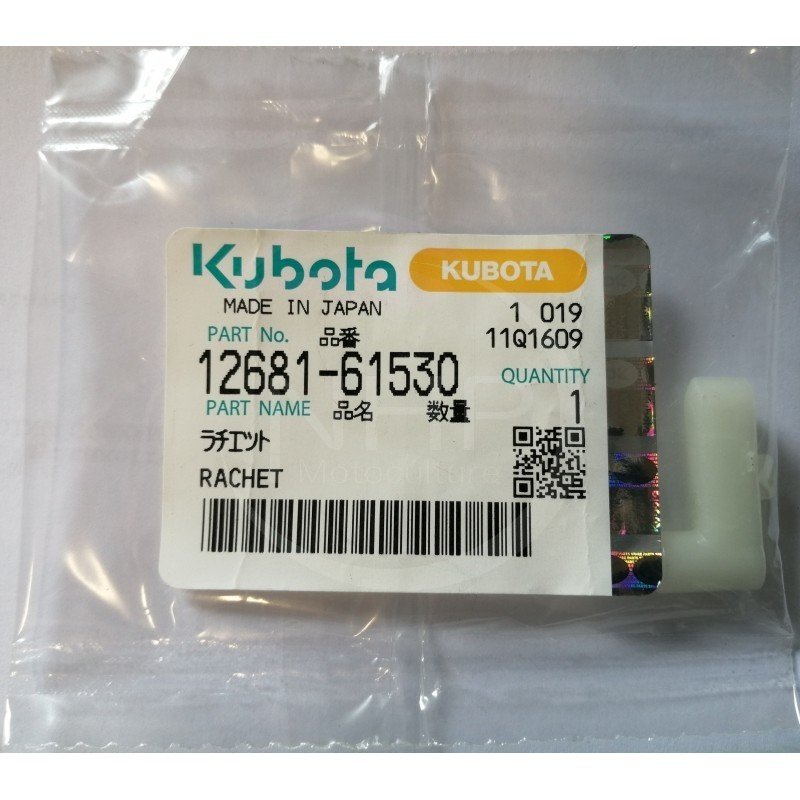 Kubota KUBOTA
MADE IN JAPAN 1 019
PART No. 品番 11Q1609
12681-61530 QUANTITY
PART NAME 品名 数量 1
ラチエツト
RACHET